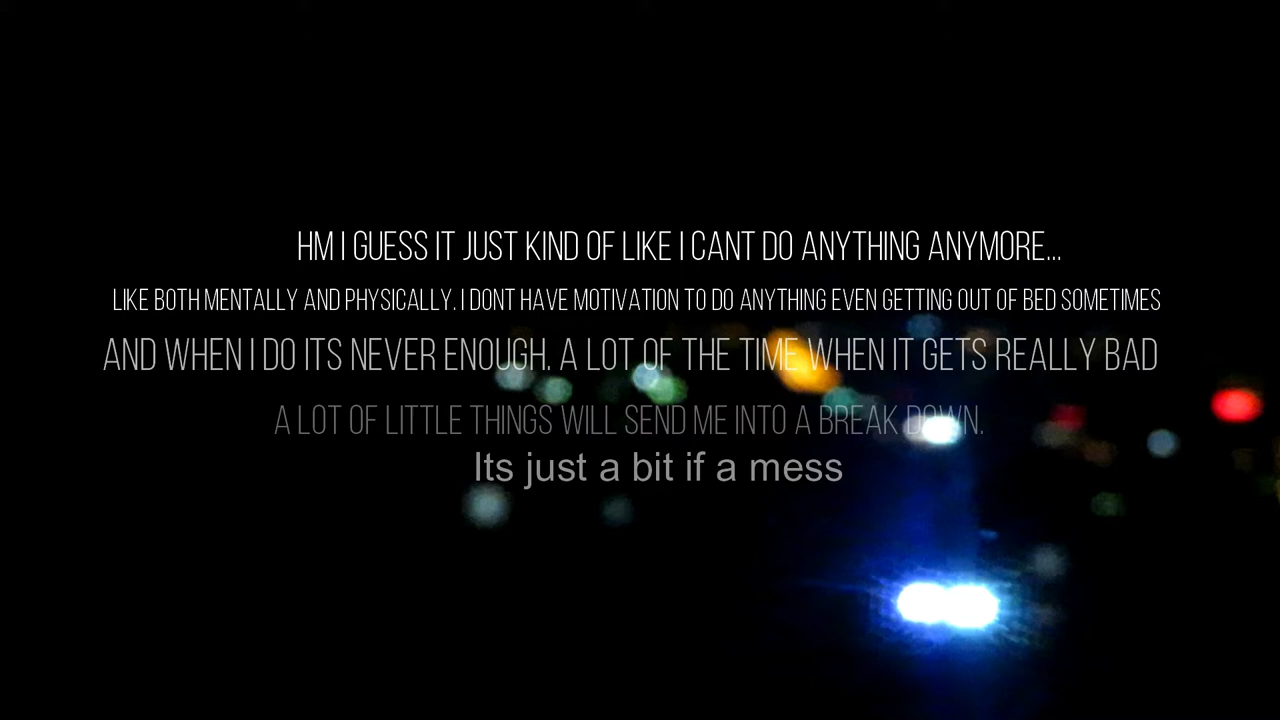 HM I GUESS IT JUST KIND OF LIKE I CANT DO ANYTHING ANYMORE...
LIKE BOTH MENTALLY AND PHYSICALLY. I DONT HAVE MOTIVATION TO DO ANYTHING EVEN GETTING OUT OF BED SOMETIMES
AND WHEN I DO ITS NEVER ENOUGH. A LOT OF THE TIME WHEN IT GETS REALLY BAD
A LOT OF LITTLE THINGS WILL SEND ME INTO A BREAK DOWN.
Its just a bit if a mess